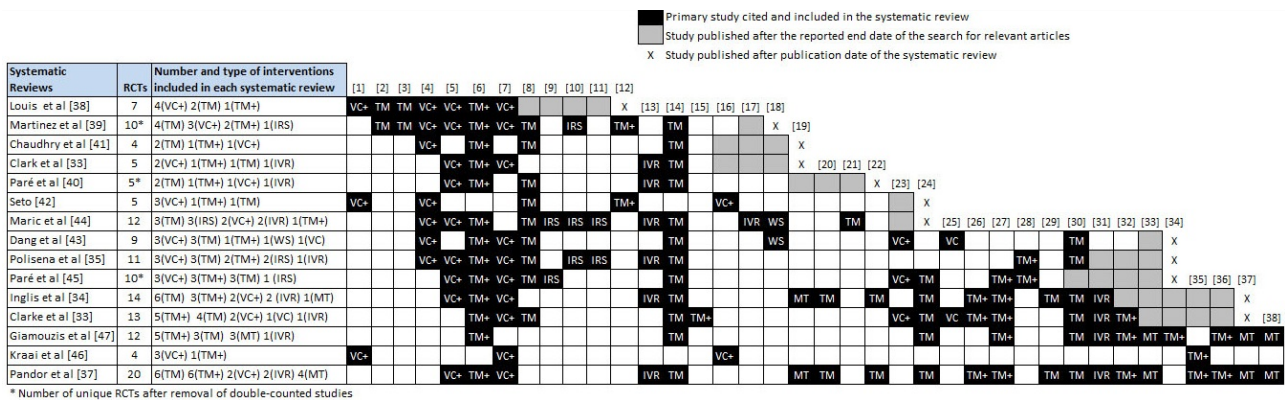 Primary study cited and included in the systematic review
Study published after the reported end date of the search for relevant articles
X Study published after publication date of the systematic review
Systematic Reviews RCTs Number and type of interventions included in each systematic review [1] [2] [3] [4] [5] [6] [7] [8] [9] [10] [11] [12]
Louis et al [38] 7 4(VC+) 2(TM) 1(TM+) VC+ TM TM VC+ VC+ TM+ VC+ X [13] [14] [15] [16] [17] [18]
Martinez et al [39] 10* 4(TM) 3(VC+) 2(TM+) 1(IRS) TM TM VC+ VC+ TM+ VC+ TM IRS TM+ TM X [19]
Chaudhry et al [41] 4 2(TM) 1(TM+) 1(VC+) VC+ TM+ TM TM X
Clark et al [33] 5 2(VC+) 1(TM+) 1(TM) 1(IVR) VC+ TM+ VC+ IVR TM X [20] [21] [22]
Paré et al [40] 5* 2(TM) 1(TM+) 1(VC+) 1(IVR) VC+ TM+ TM IVR TM X [23] [24]
Seto [42] 5 3(VC+) 1(TM+) 1(TM) VC+ VC+ TM TM+ VC+ X
Maric et al [44] 12 3(TM) 3(IRS) 2(VC+) 2(IVR) 1(TM+) VC+ VC+ TM+ TM IRS IRS IRS IVR TM IVR WS TM X [25] [26] [27] [28] [29] [30] [31] [32] [33] [34]
Dang et al [43] 9 3(VC+) 3(TM) 1(TM+) 1(WS) 1(VC) VC+ TM+ VC+ TM TM WS VC+ VC TM X
Polisena et al [35] 11 3(VC+) 3(TM) 2(TM+) 2(IRS) 1(IVR) VC+ VC+ TM+ VC+ TM IRS IRS IVR TM TM+ TM X
Paré et al [45] 10* 3(VC+) 3(TM+) 3(TM) 1 (IRS) VC+ TM+ VC+ TM IRS TM VC+ TM TM+ TM+ X [35] [36] [37]
Inglis et al [34] 14 6(TM) 3(TM+) 2(VC+) 2 (IVR) 1(MT) VC+ TM+ VC+ IVR TM MT TM TM TM TM+ TM+ TM TM IVR X
Clarke et al [33] 13 5(TM+) 4(TM) 2(VC+) 1(VC) 1(IVR) TM+ VC+ TM TM TM+ VC+ TM VC TM+ TM+ TM IVR TM+ X [38]
Giamouzis et al [47] 12 5(TM+) 3(TM) 3(MT) 1(IVR) TM+ TM TM TM+ TM+ TM IVR TM+ MT TM+ TM+ MT MT
Kraai et al [46] 4 3(VC+) 1(TM+) VC+ VC+ VC+ TM+
Pandor et al [37] 20 6(TM) 6(TM+) 2(VC+) 2(IVR) 4(MT) VC+ TM+ VC+ IVR TM MT TM TM TM TM+ TM+ TM TM IVR TM+ MT TM+ TM+ MT MT
* Number of unique RCTs after removal of double-counted studies